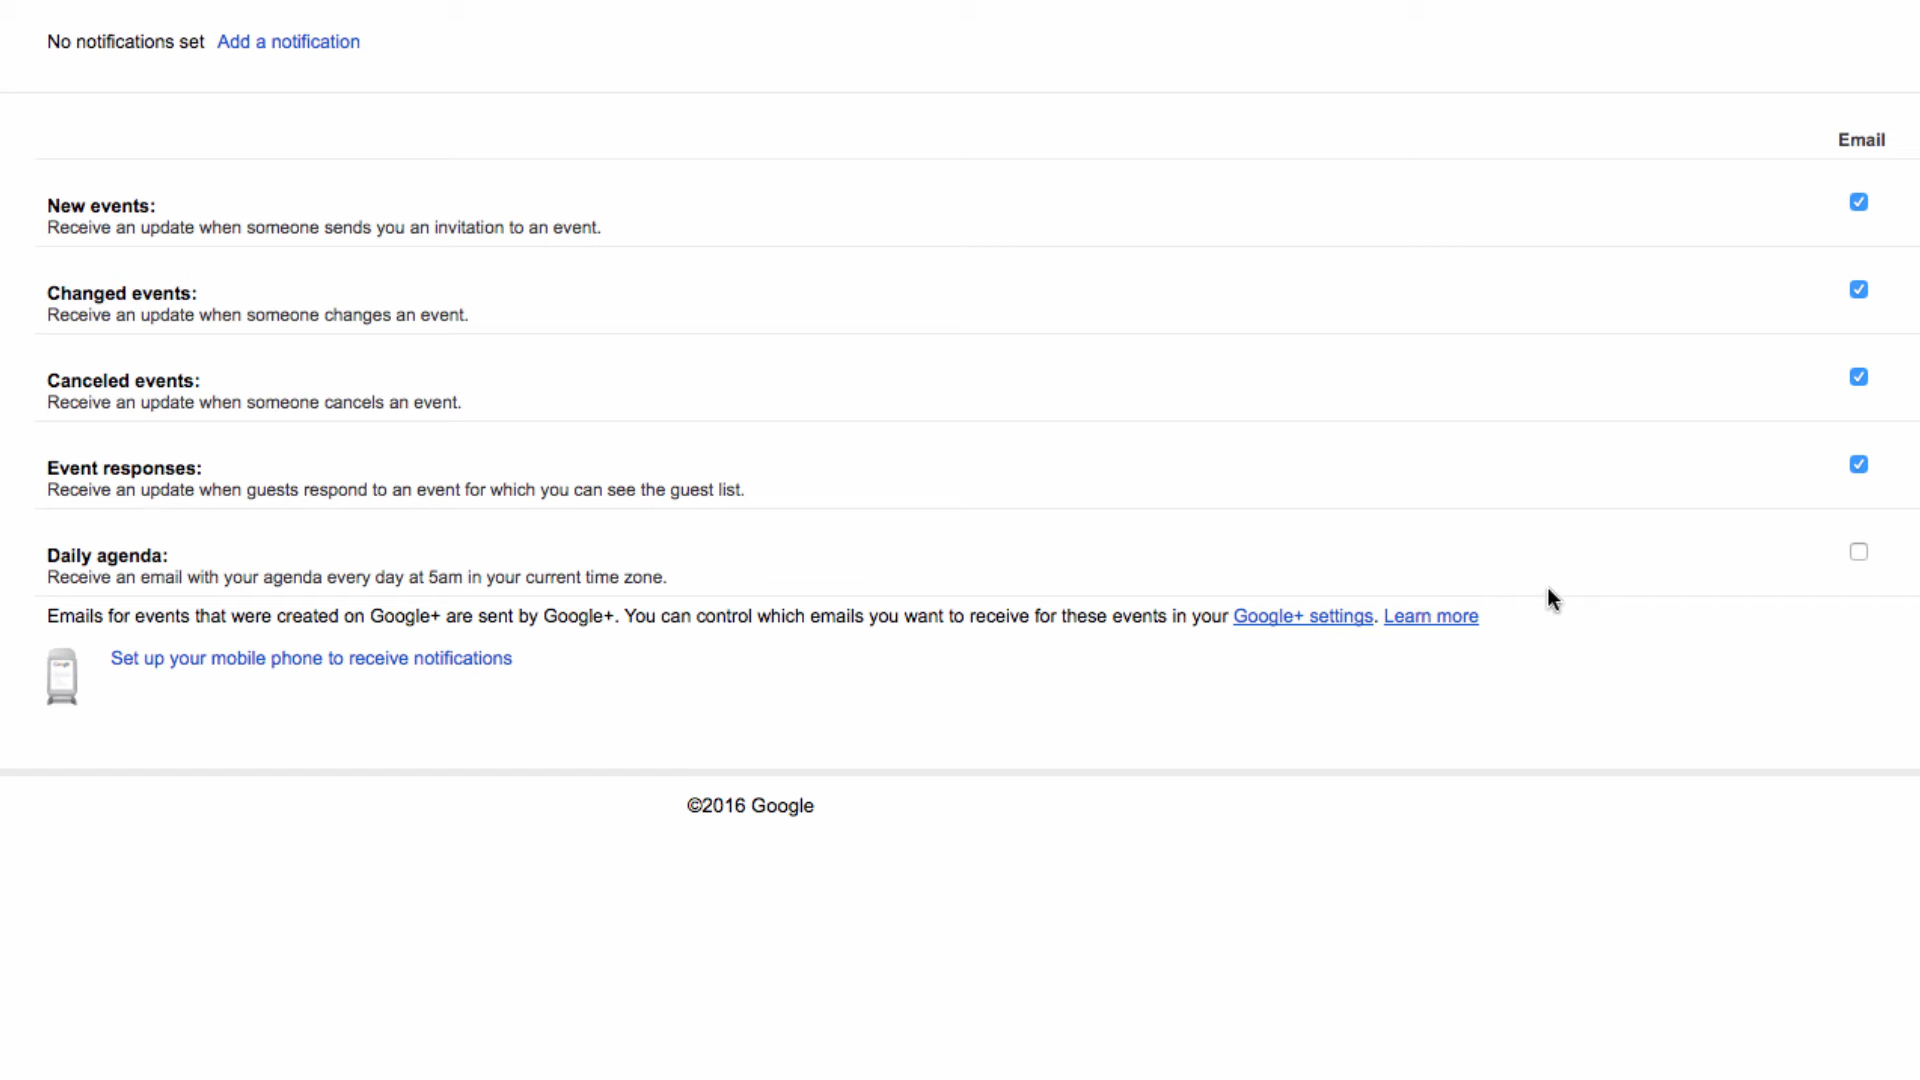 No notifications set Add a notification
Email
New events:
Receive an update when someone sends you an invitation to an event.
Changed events:
Receive an update when someone changes an event.
Canceled events:
Receive an update when someone cancels an event.
Event responses:
Receive an update when guests respond to an event for which you can see the guest list.
Daily agenda:
Receive an email with your agenda every day at 5am in your current time zone.
Emails for events that were created on Google+ are sent by Google+. You can control which emails you want to receive for these events in your Google+ settings. Learn more
Google
Set up your mobile phone to receive notifications
©2016 Google